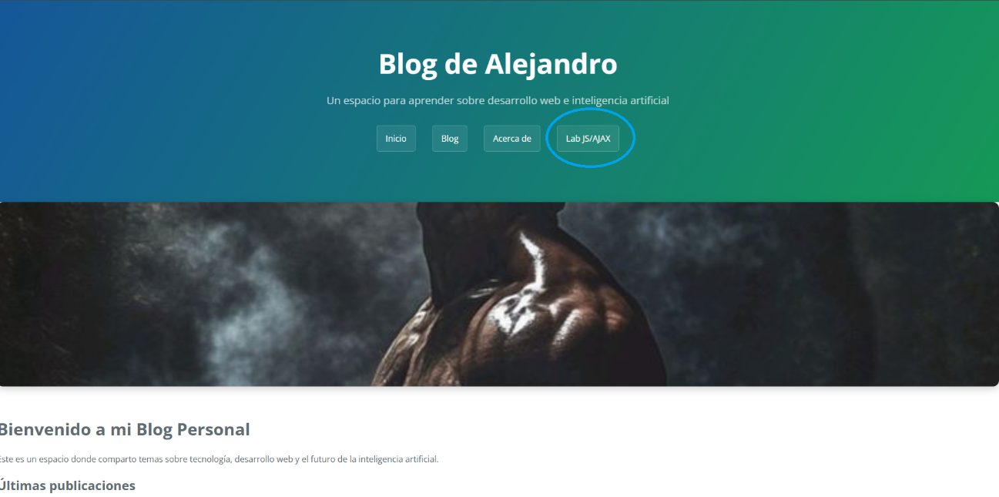 Blog de Alejandro
Un espacio para aprender sobre desarrollo web e inteligencia artificial
Inicio Blog Acerca de Lab JS/AJAX
Bienvenido a mi Blog Personal
Este es un espacio donde comparto temas sobre tecnología, desarrollo web y el futuro de la inteligencia artificial.
Últimas publicaciones